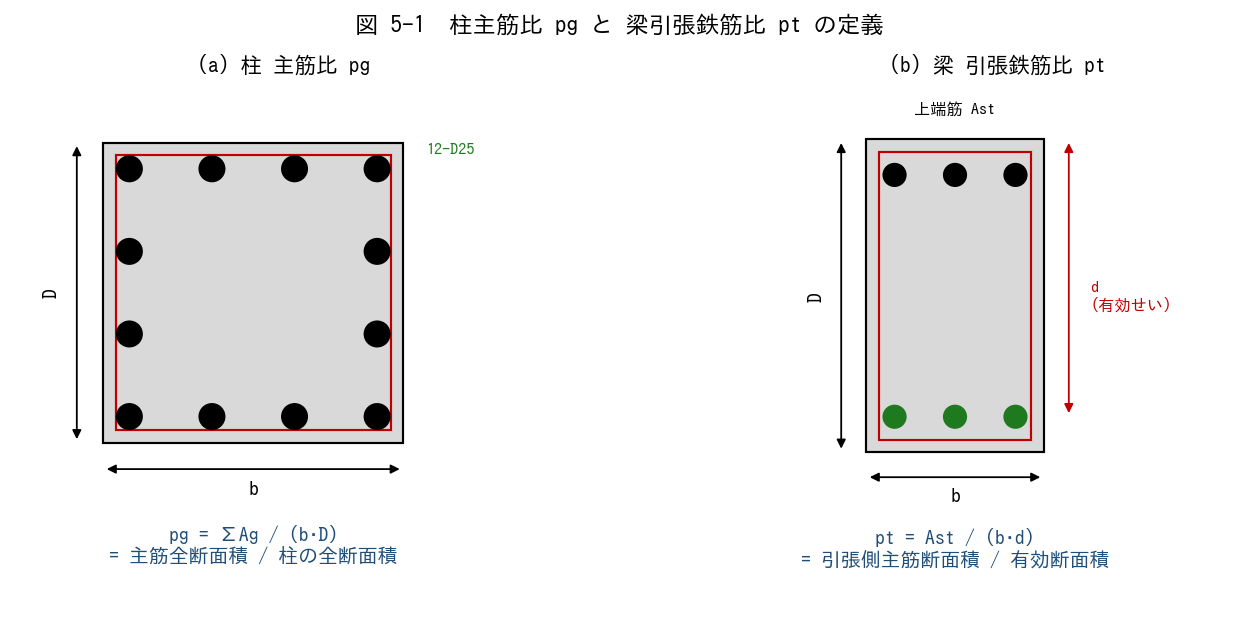 図 5-1　柱主筋比 pg と 梁引張鉄筋比 pt の定義
(a) 柱 主筋比 pg
(b) 梁 引張鉄筋比 pt
上端筋 Ast
12-D25
D
b
D
d
(有効せい)
b
pg = ΣAg / (b·D)
= 主筋全断面積 / 柱の全断面積
pt = Ast / (b·d)
= 引張側主筋断面積 / 有効断面積